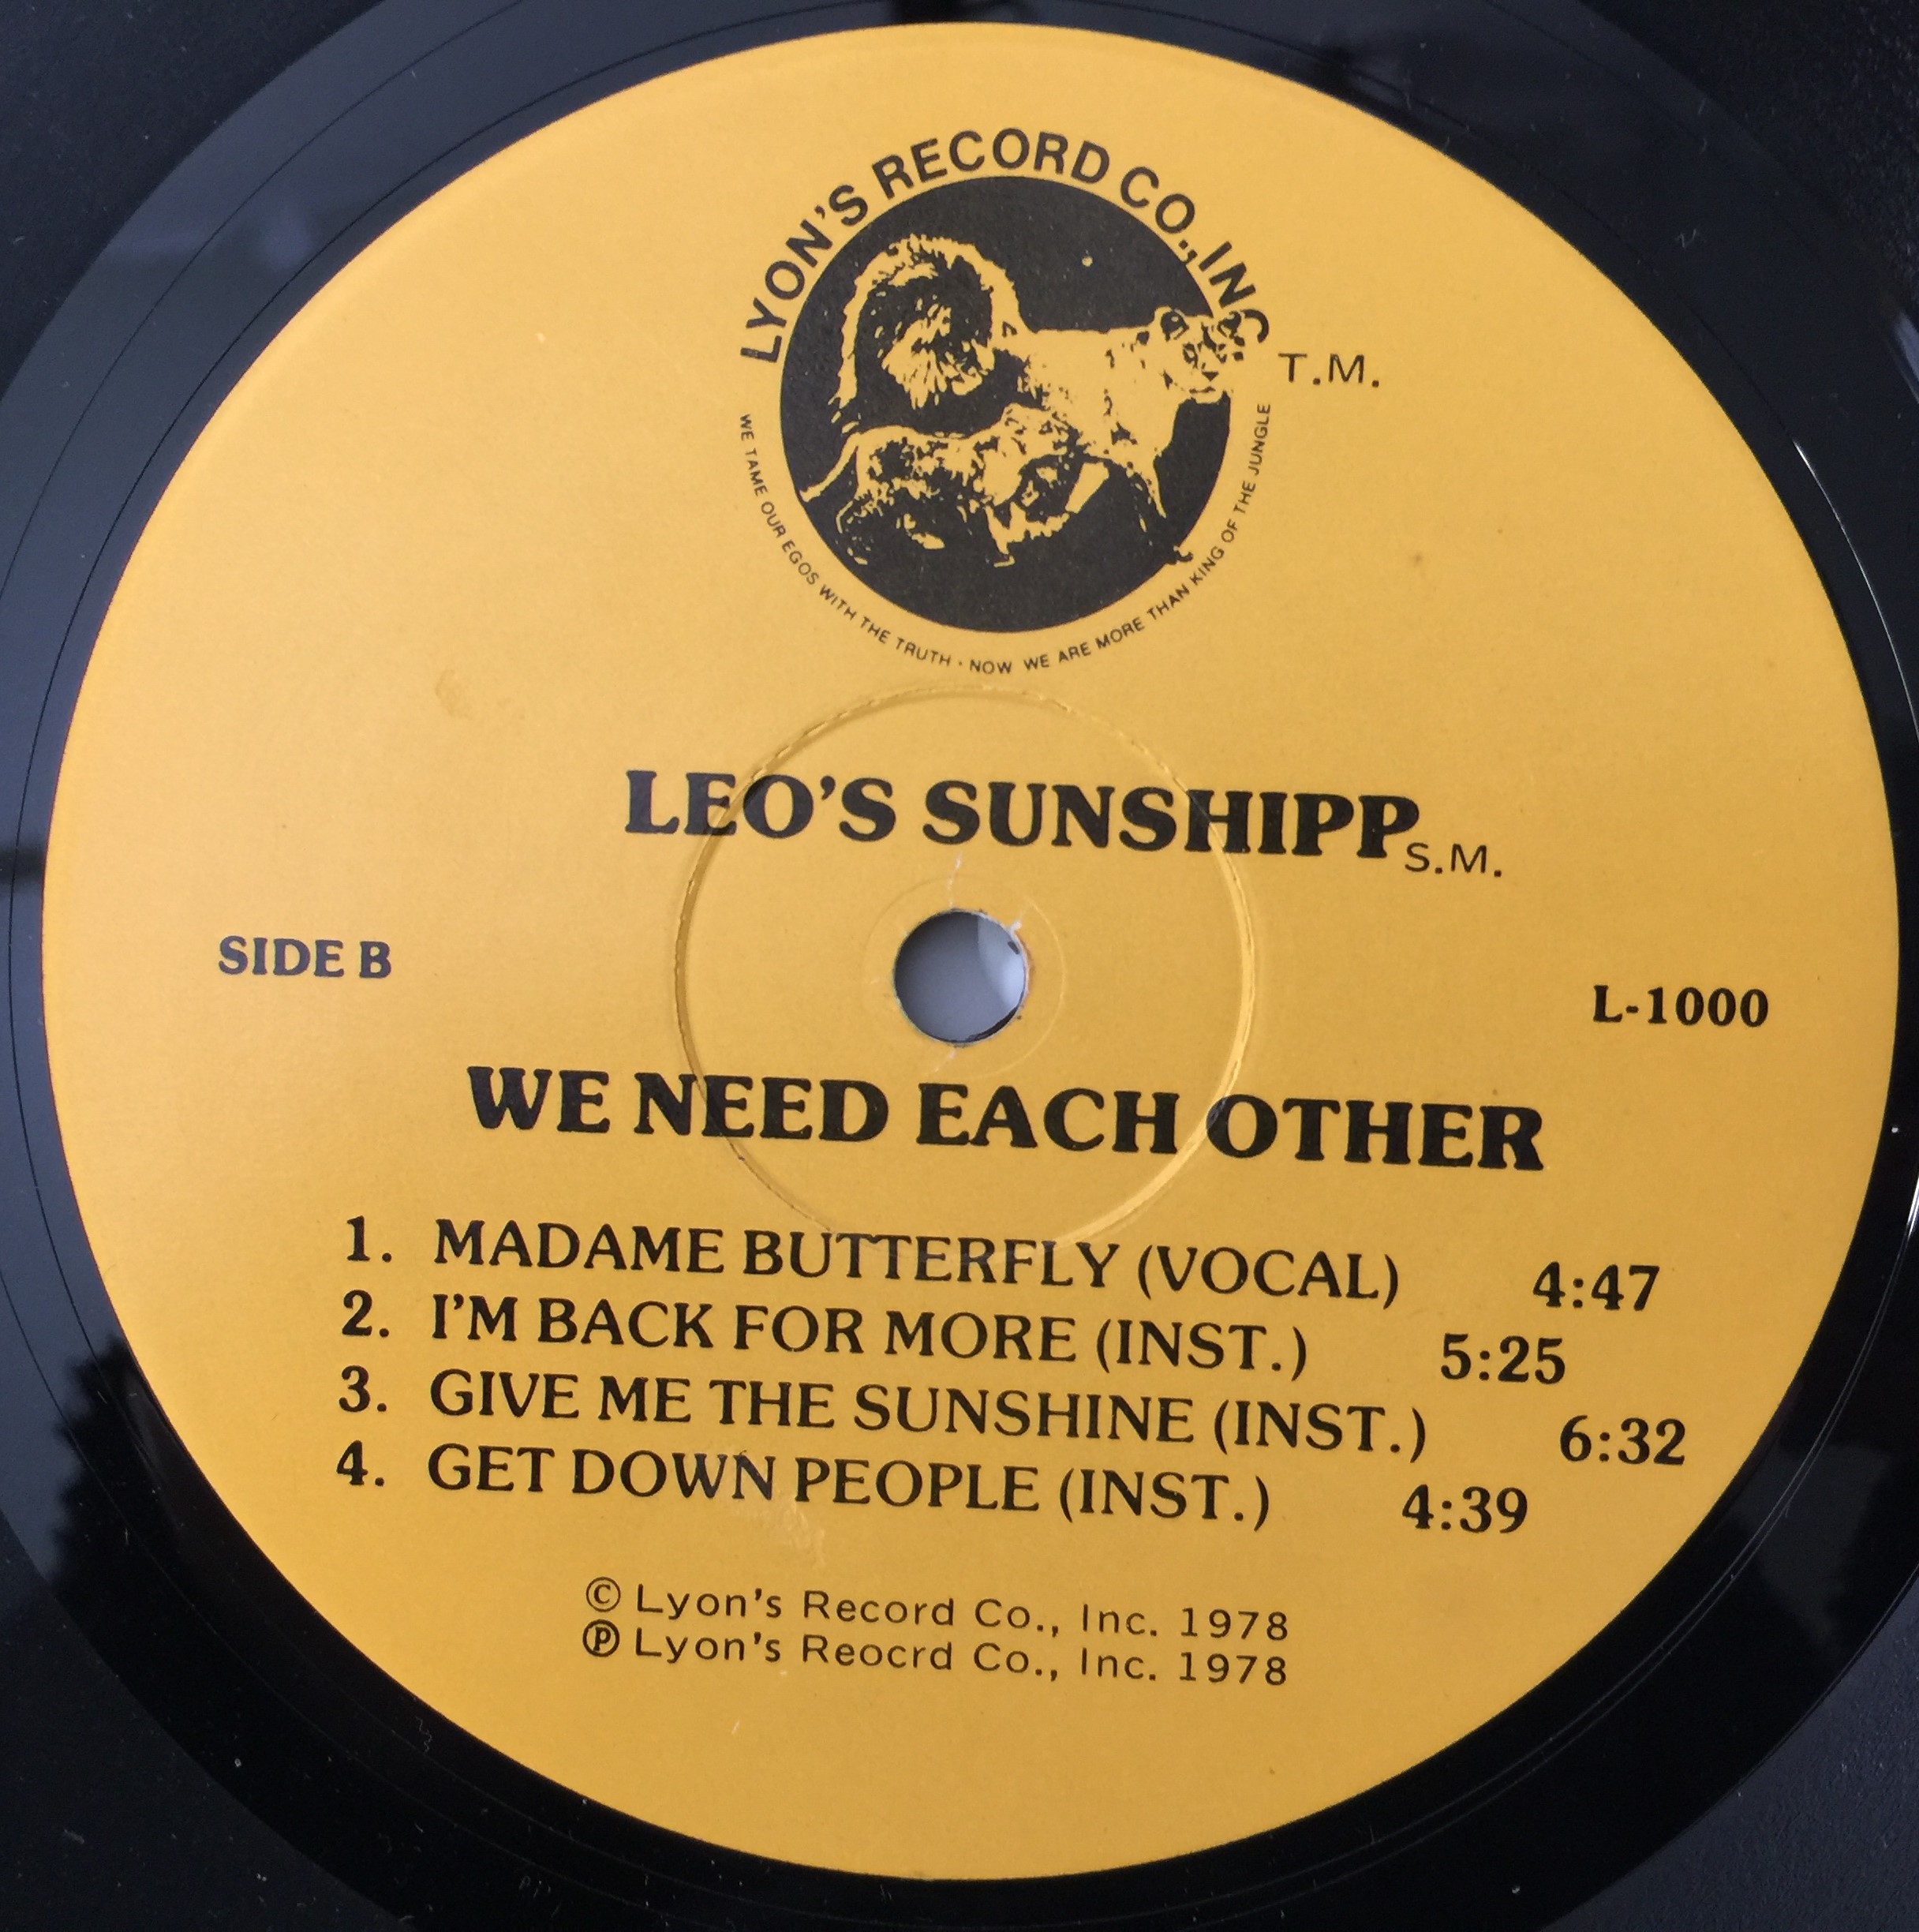 LYON'S RECORD CO., INC.
T.M.
WE TAME OUR EGOS WITH THE TRUTH · NOW WE ARE MORE THAN KING OF THE JUNGLE
LEO'S SUNSHIPP S.M.
SIDE B
L-1000
WE NEED EACH OTHER
1. MADAME BUTTERFLY (VOCAL) 4:47
2. I'M BACK FOR MORE (INST.) 5:25
3. GIVE ME THE SUNSHINE (INST.) 6:32
4. GET DOWN PEOPLE (INST.) 4:39
© Lyon's Record Co., Inc. 1978
℗ Lyon's Reocrd Co., Inc. 1978